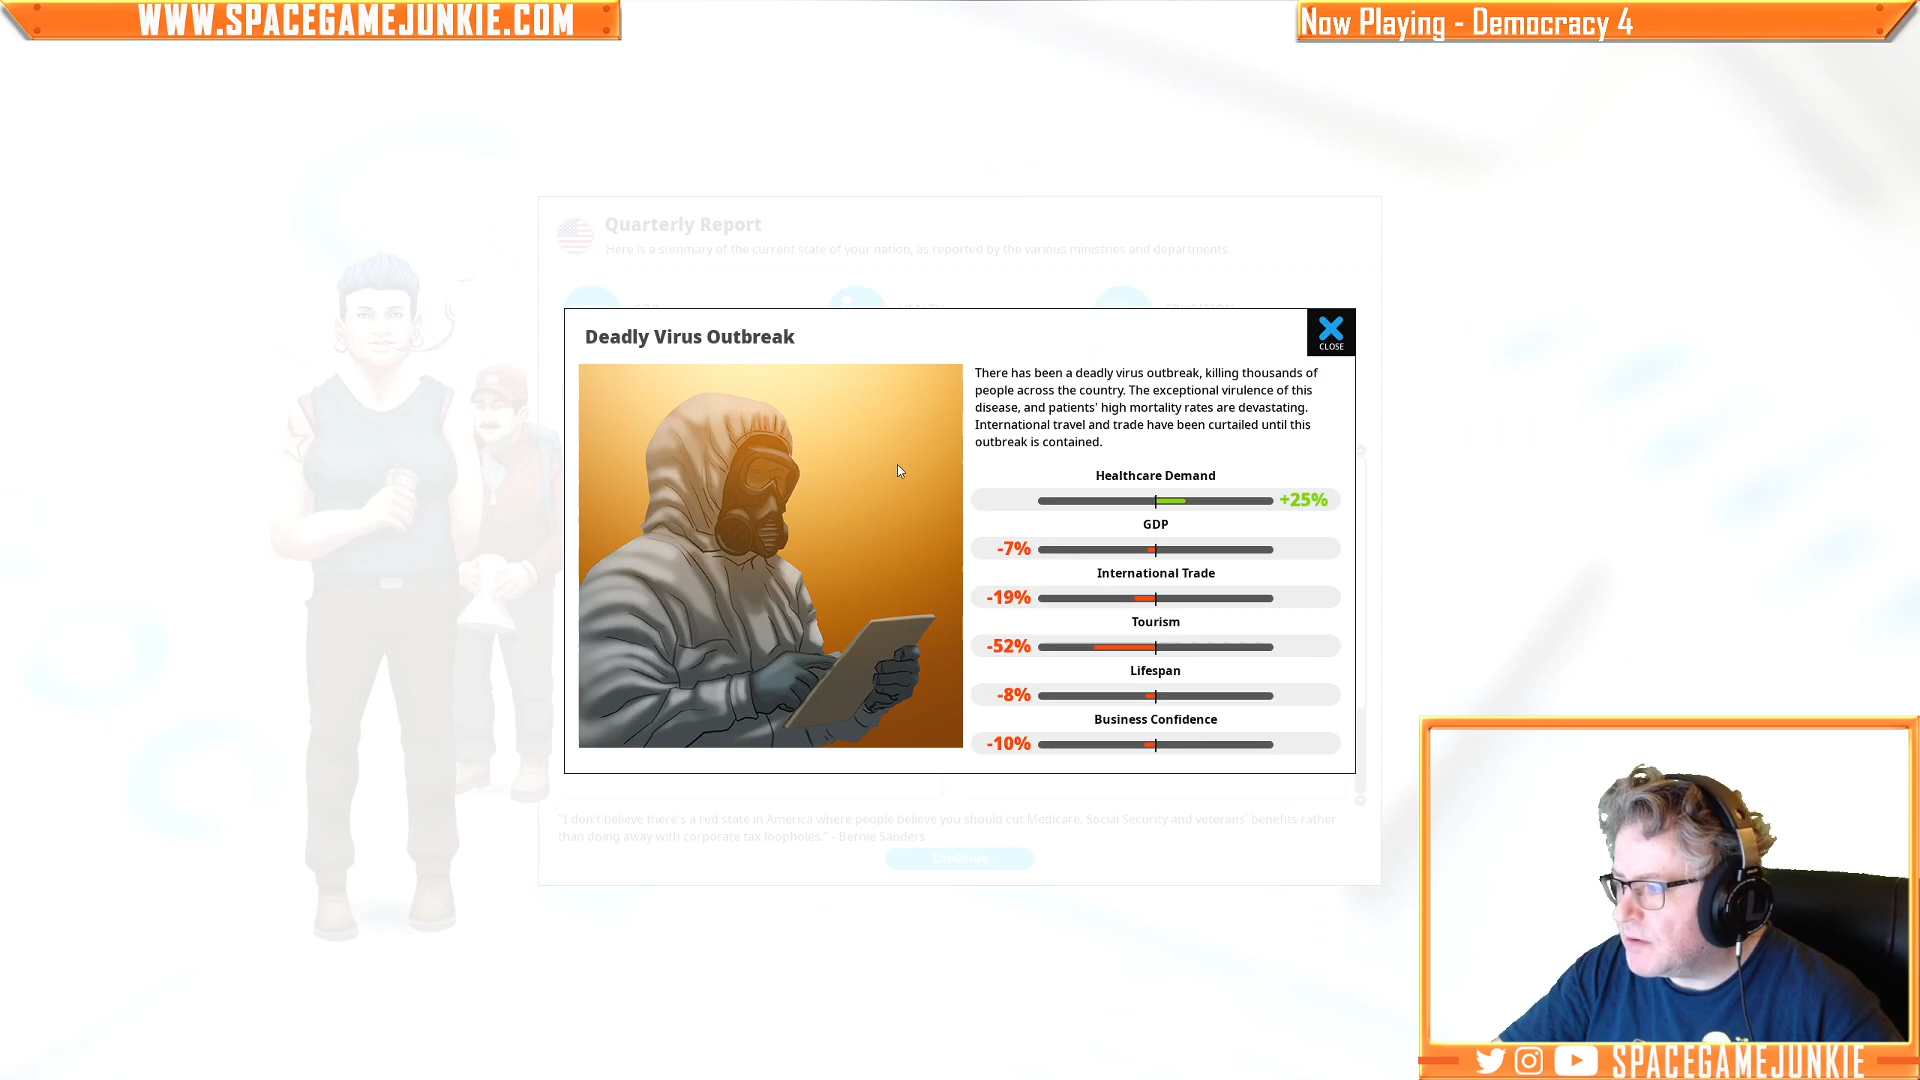 WWW.SPACEGAMEJUNKIE.COM
Now Playing - Democracy 4
Quarterly Report
Here is a summary of the current state of your nation, as reported by the various ministries and departments.
GDP
HEALTH
EDUCATION
Deadly Virus Outbreak
CLOSE
There has been a deadly virus outbreak, killing thousands of
people across the country. The exceptional virulence of this
disease, and patients' high mortality rates are devastating.
International travel and trade have been curtailed until this
outbreak is contained.
Healthcare Demand
+25%
GDP
-7%
International Trade
-19%
Tourism
-52%
Lifespan
-8%
Business Confidence
-10%
"I don't believe there's a red state in America where people believe you should cut Medicare, Social Security and veterans' benefits rather
than doing away with corporate tax loopholes." - Bernie Sanders
Continue
SPACEGAMEJUNKIE